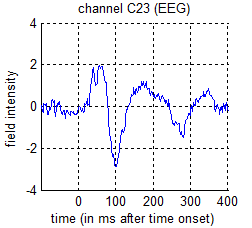 channel C23 (EEG)
4
2
0
-2
-4
field intensity
0 100 200 300 400
time (in ms after time onset)